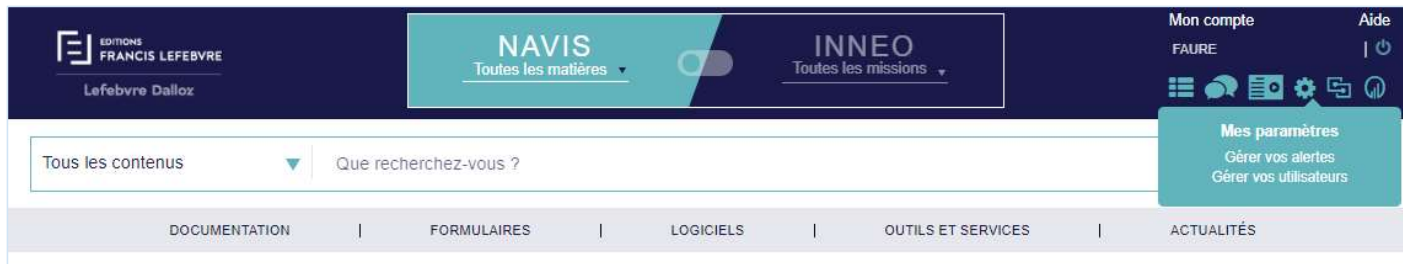 EDITIONS
FRANCIS LEFEBVRE
Lefebvre Dalloz
NAVIS
Toutes les matières
INNEO
Toutes les missions
Mon compte
Aide
FAURE
|
Mes paramètres
Gérer vos alertes
Gérer vos utilisateurs
Tous les contenus
Que recherchez-vous ?
DOCUMENTATION | FORMULAIRES | LOGICIELS | OUTILS ET SERVICES | ACTUALITÉS